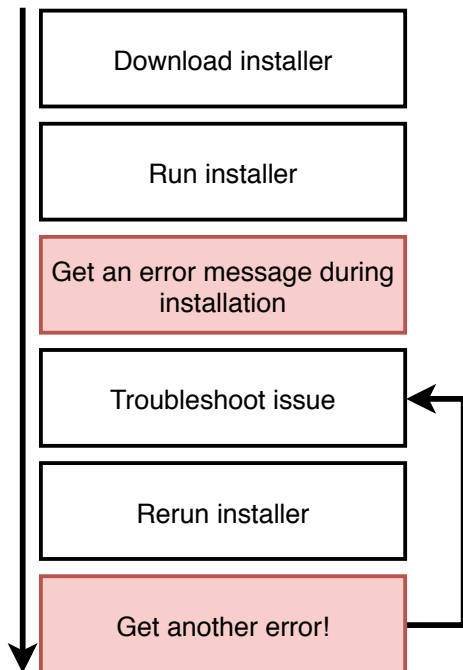 Download installer
Run installer
Get an error message during
installation
Troubleshoot issue
Rerun installer
Get another error!